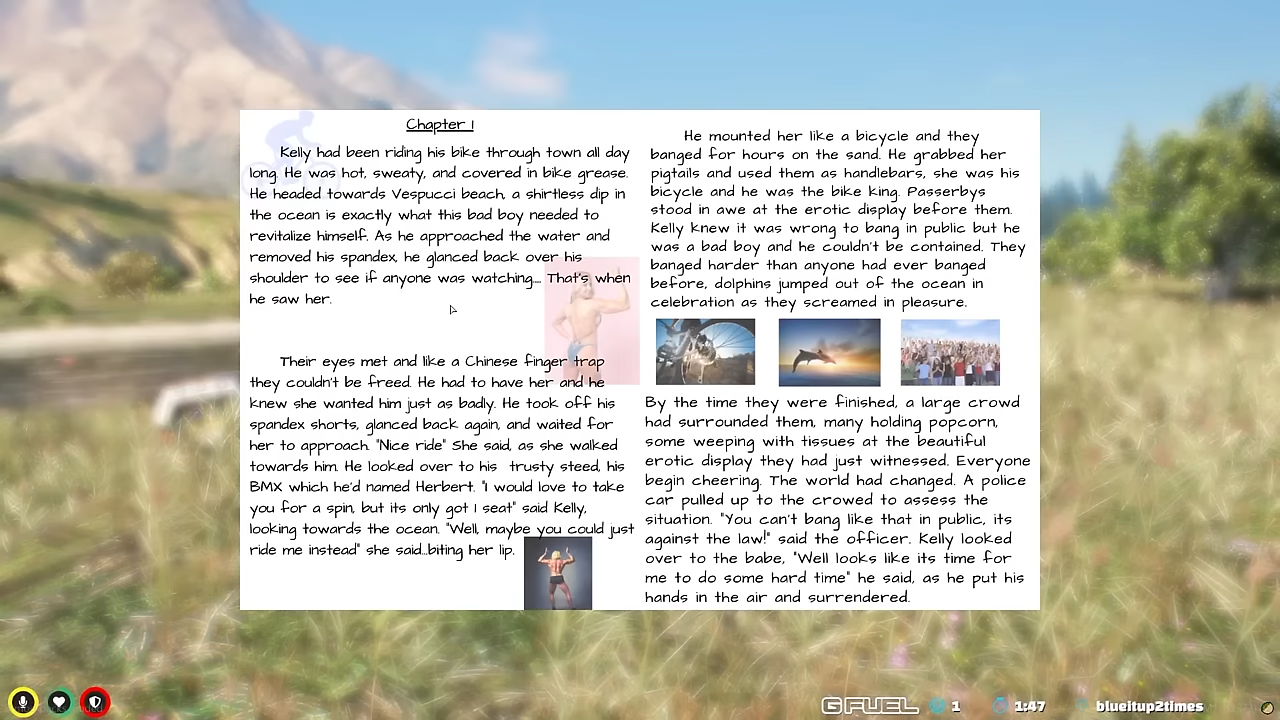 Chapter 1
Kelly had been riding his bike through town all day
long. He was hot, sweaty, and covered in bike grease.
He headed towards Vespucci beach, a shirtless dip in
the ocean is exactly what this bad boy needed to
revitalize himself. As he approached the water and
removed his spandex, he glanced back over his
shoulder to see if anyone was watching.... That's, when
he saw her.
Their eyes met and like a Chinese finger trap
they couldn't be freed. He had to have her and he
knew she wanted him just as badly. He took off his
spandex shorts, glanced back again, and waited for
her to approach. "Nice ride" She said, as she walked
towards him. He looked over to his trusty steed, his
BMX which he'd named Herbert. "I would love to take
you for a spin, but its only got 1 seat" said Kelly,
looking towards the ocean. "Well, maybe you could just
ride me instead" she said..biting her lip.
He mounted her like a bicycle and they
banged for hours on the sand. He grabbed her
pigtails and used them as handlebars, she was his
bicycle and he was the bike king. Passerbys
stood in awe at the erotic display before them.
Kelly knew it was wrong to bang in public but he
was a bad boy and he couldn't be contained. They
banged harder than anyone had ever banged
before, dolphins jumped out of the ocean in
celebration as they screamed in pleasure.
By the time they were finished, a large crowd
had surrounded them, many holding popcorn,
some weeping with tissues at the beautiful
erotic display they had just witnessed. Everyone
begin cheering. The world had changed. A police
car pulled up to the crowed to assess the
situation. "You can't bang like that in public, its
against the law!" said the officer. Kelly looked
over to the babe, "Well looks like its time for
me to do some hard time" he said, as he put his
hands in the air and surrendered.
G FUEL 1 1:47 blueitup2times